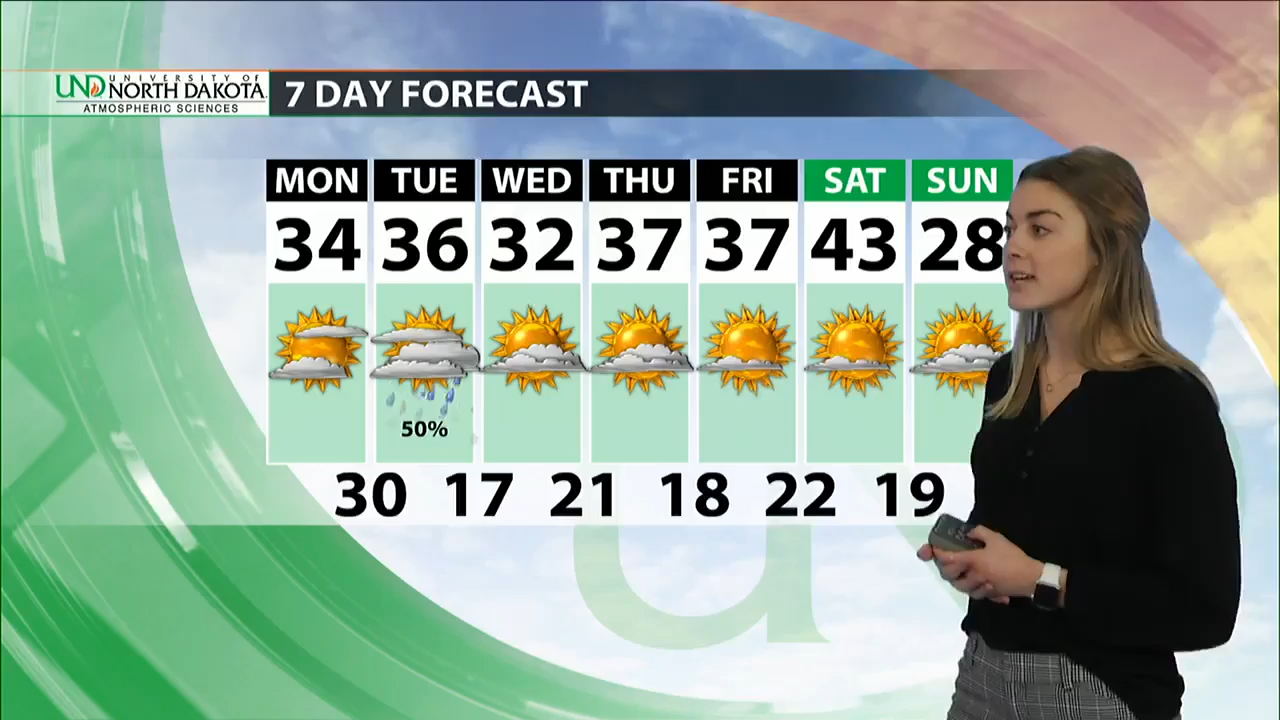 UND UNIVERSITY OF
NORTH DAKOTA
ATMOSPHERIC SCIENCES
7 DAY FORECAST
MON TUE WED THU FRI SAT SUN
34 36 32 37 37 43 28
50%
30 17 21 18 22 19
u